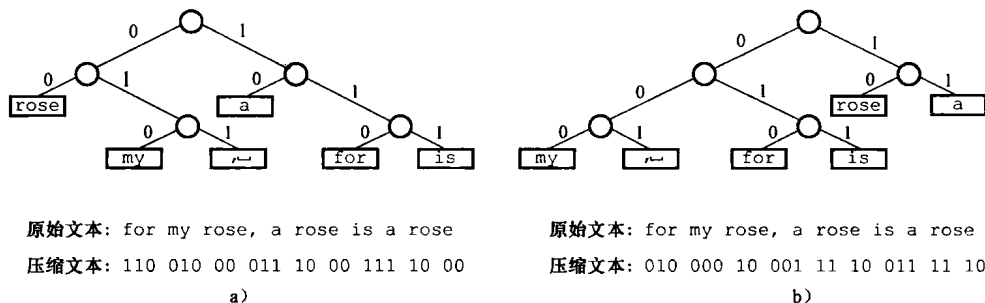 0 1 0 1
0 1 0 1 0 1 0 1
rose a rose a
0 1 0 1 0 1 0 1
my ,␣ for is my ,␣ for is
原始文本: for my rose, a rose is a rose
压缩文本: 110 010 00 011 10 00 111 10 00
a)
原始文本: for my rose, a rose is a rose
压缩文本: 010 000 10 001 11 10 011 11 10
b)